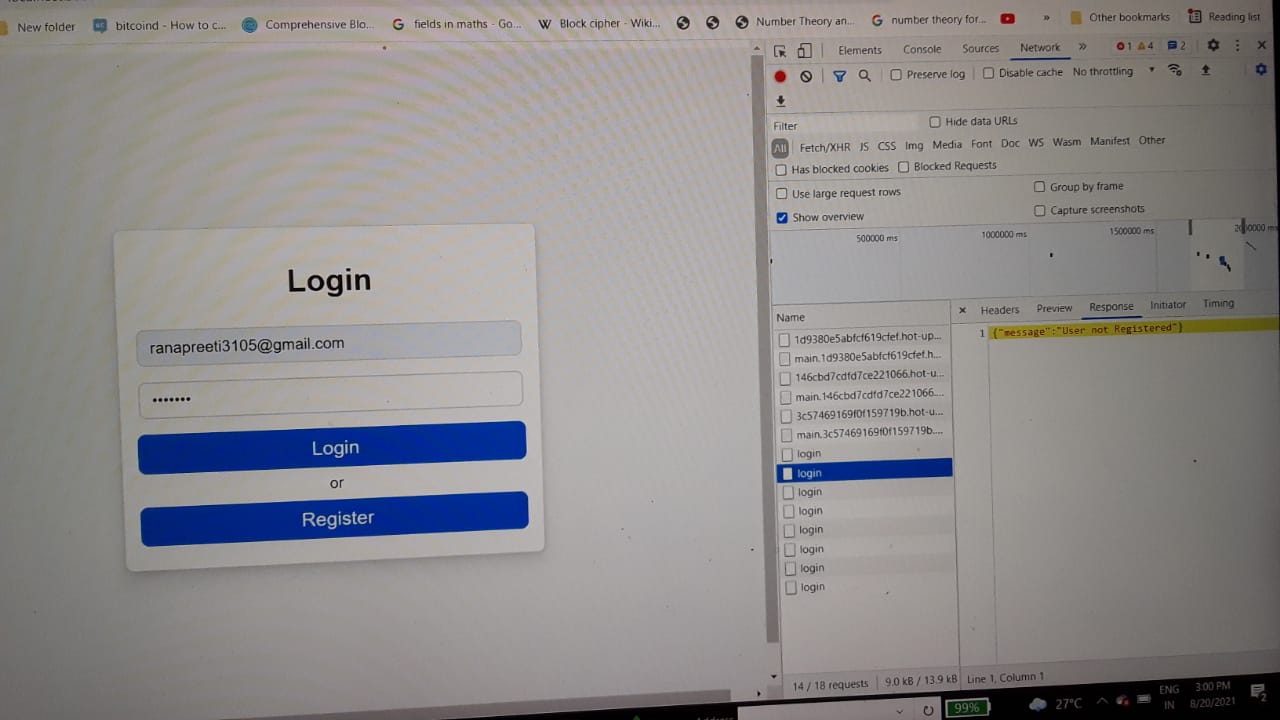 New folder
bitcoind - How to c...
Comprehensive Blo...
G fields in maths - Go...
W Block cipher - Wiki...
Number Theory an...
G number theory for...
»
Other bookmarks
Reading list
Elements Console Sources Network » 1 4 2
Preserve log Disable cache No throttling
Filter Hide data URLs
All Fetch/XHR JS CSS Img Media Font Doc WS Wasm Manifest Other
Has blocked cookies Blocked Requests
Use large request rows Group by frame
Show overview Capture screenshots
500000 ms 1000000 ms 1500000 ms
Name
× Headers Preview Response Initiator Timing
1 {"message":"User not Registered"}
1d9380e5abfcf619cfef.hot-up...
main.1d9380e5abfcf619cfef.h...
146cbd7cdfd7ce221066.hot-u...
main.146cbd7cdfd7ce221066....
3c57469169f0f159719b.hot-u...
main.3c57469169f0f159719b....
login
login
login
login
login
login
login
login
14 / 18 requests 9.0 kB / 13.9 kB Line 1, Column 1
Login
ranapreeti3105@gmail.com
•••••••
Login
or
Register
99% 27°C ENG IN 3:00 PM 8/20/2021 2